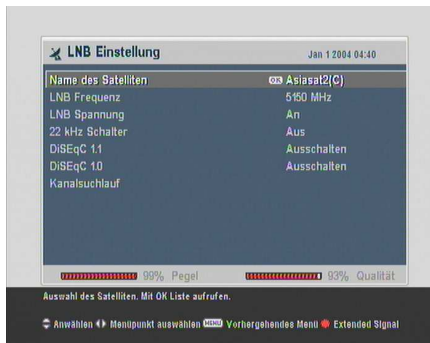 LNB Einstellung
Jan 1 2004 04:40
Name des Satelliten OK Asiasat2(C)
LNB Frequenz 5150 MHz
LNB Spannung An
22 kHz Schalter Aus
DiSEqC 1.1 Ausschalten
DiSEqC 1.0 Ausschalten
Kanalsuchlauf
99% Pegel 93% Qualität
Auswahl des Satelliten. Mit OK Liste aufrufen.
Anwählen Menüpunkt auswählen MENU Vorhergehendes Menü Extended Signal